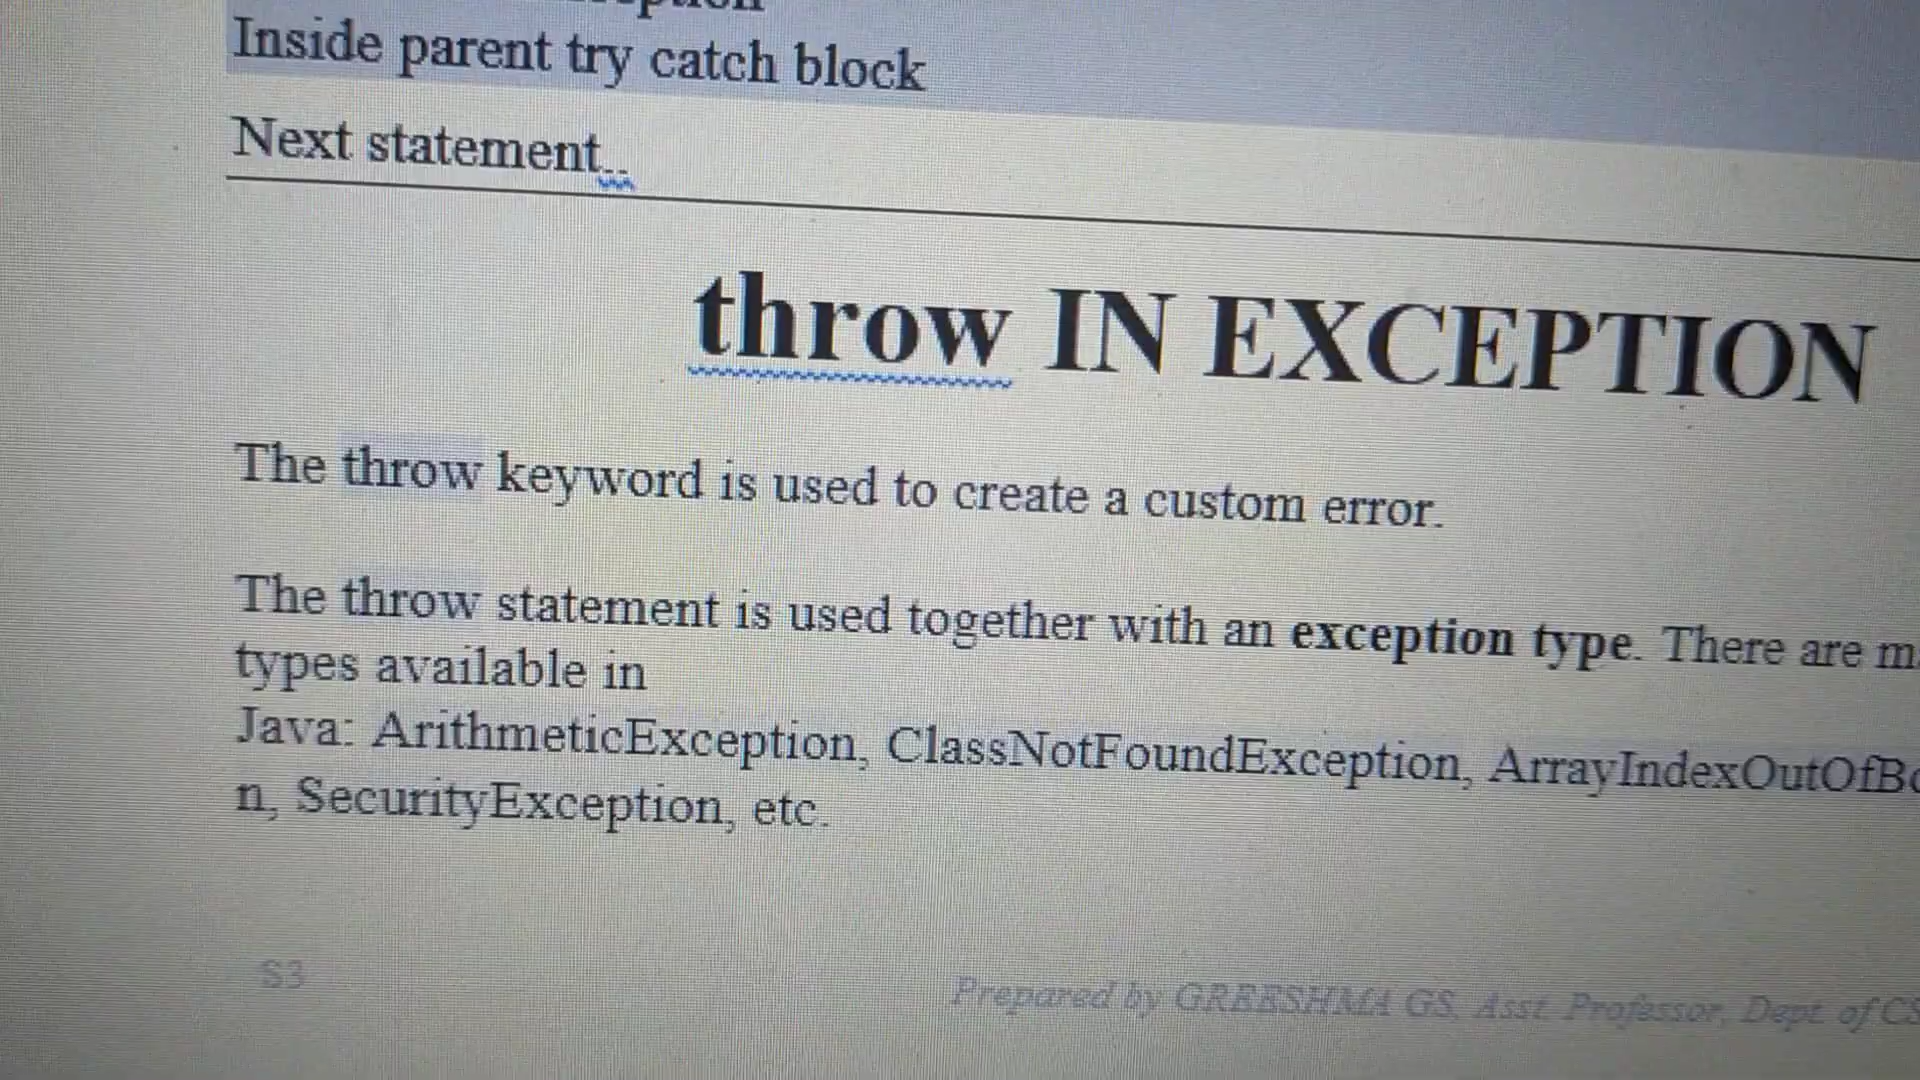 Inside parent try catch block
Next statement..
throw IN EXCEPTION
The throw keyword is used to create a custom error.
The throw statement is used together with an exception type. There are
types available in
Java: ArithmeticException, ClassNotFoundException, ArrayIndexOutOfBo
n, SecurityException, etc.
S3
Prepared by GREESHMA GS, Asst. Professor, Dept. of CS